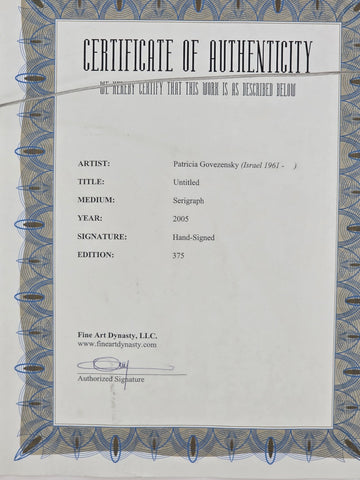 CERTIFICATE OF AUTHENTICITY
WE HEREBY CERTIFY THAT THIS WORK IS AS DESCRIBED BELOW
ARTIST: Patricia Govezensky (Israel 1961 - ).
TITLE: Untitled
MEDIUM: Serigraph
YEAR: 2005
SIGNATURE: Hand-Signed
EDITION: 375
Fine Art Dynasty, LLC.
www.fineartdynasty.com
Authorized Signature